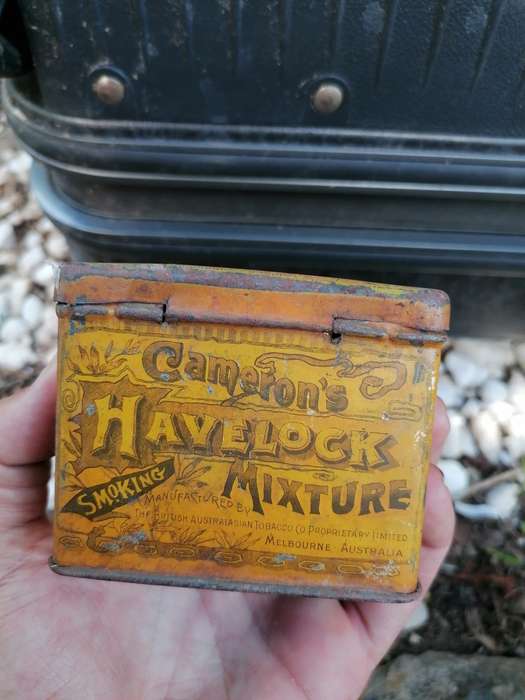 Cameron's
HAVELOCK
SMOKING MIXTURE
MANUFACTURED BY
THE BRITISH AUSTRALASIAN TOBACCO CO PROPRIETARY LIMITED
MELBOURNE AUSTRALIA